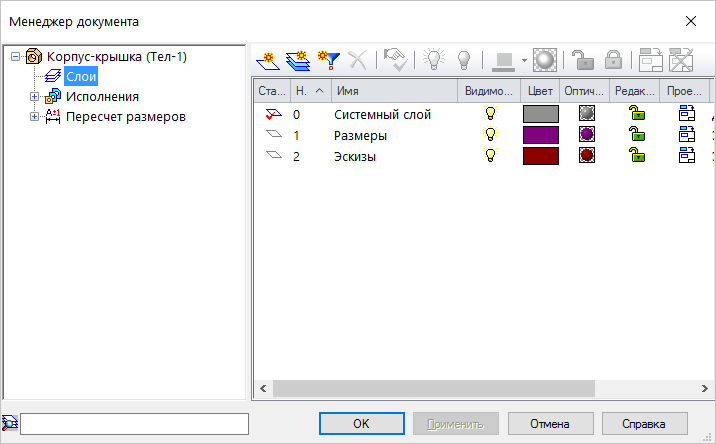 Менеджер документа
Корпус-крышка (Тел-1)
Слои
Исполнения
Пересчет размеров
Ста... Н. Имя Видимо... Цвет Оптич... Редак... Прое...
0 Системный слой
1 Размеры
2 Эскизы
OK Применить Отмена Справка